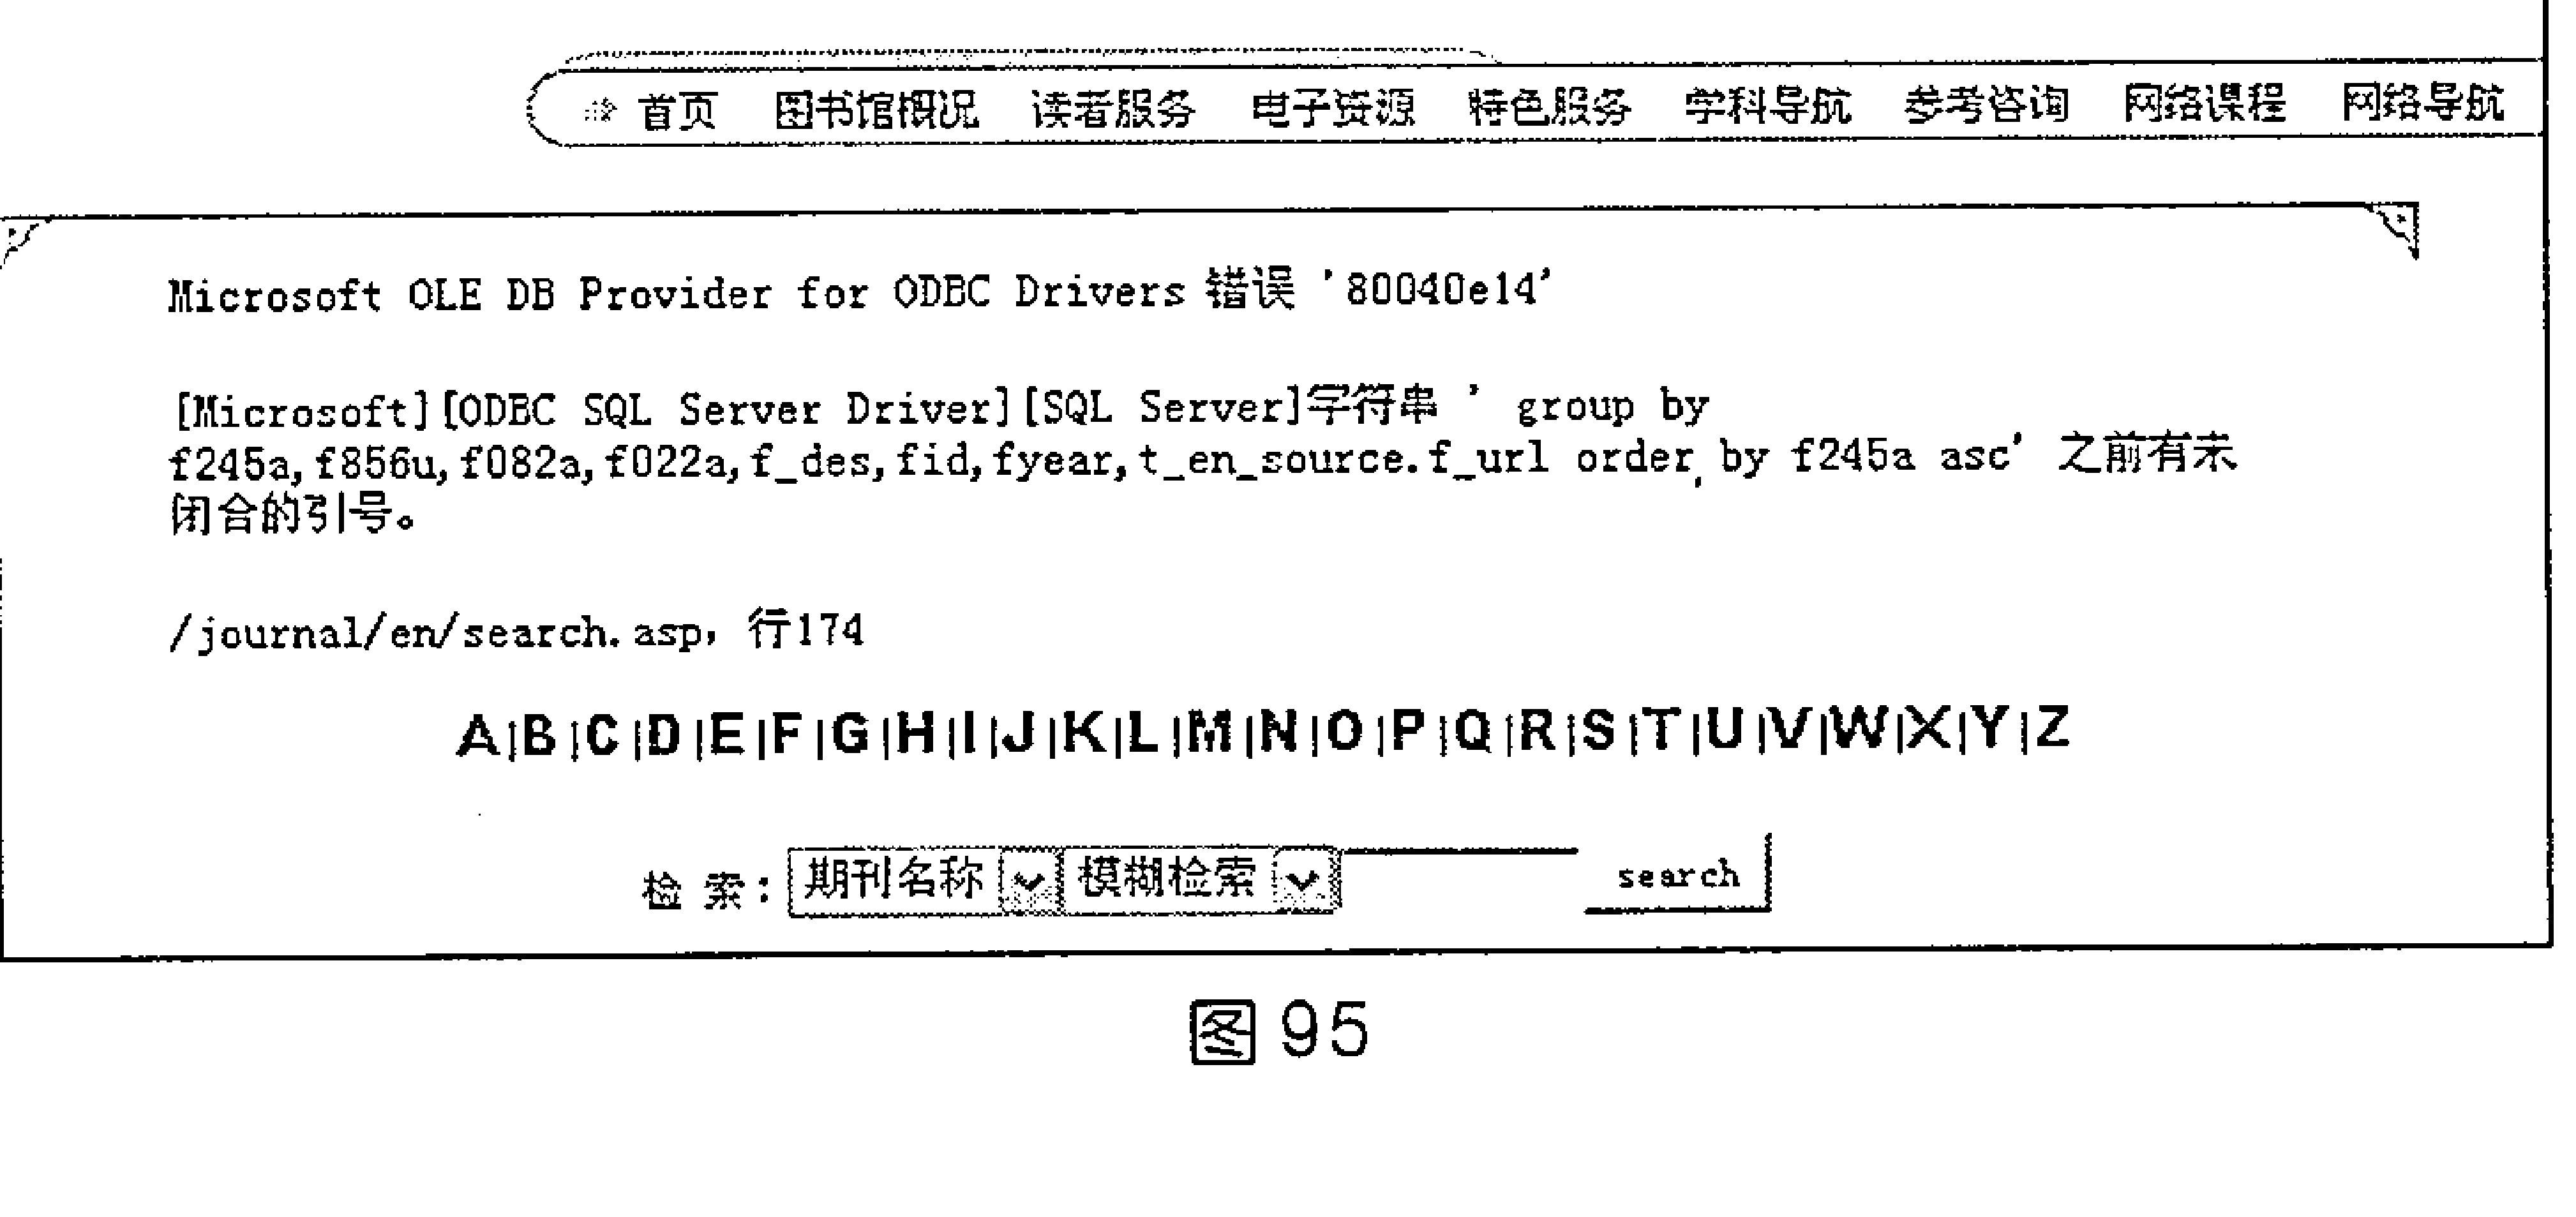 首页 图书馆概况 读者服务 电子资源 特色服务 学科导航 参考咨询 网络课程 网络导航
Microsoft OLE DB Provider for ODBC Drivers 错误 '80040e14'
[Microsoft][ODBC SQL Server Driver][SQL Server]字符串 ' group by
f245a,f856u,f082a,f022a,f_des,fid,fyear,t_en_source.f_url order by f245a asc' 之前有未
闭合的引号。
/journal/en/search.asp, 行174
A|B|C|D|E|F|G|H|I|J|K|L|M|N|O|P|Q|R|S|T|U|V|W|X|Y|Z
检 索: 期刊名称 模糊检索 search
图 95